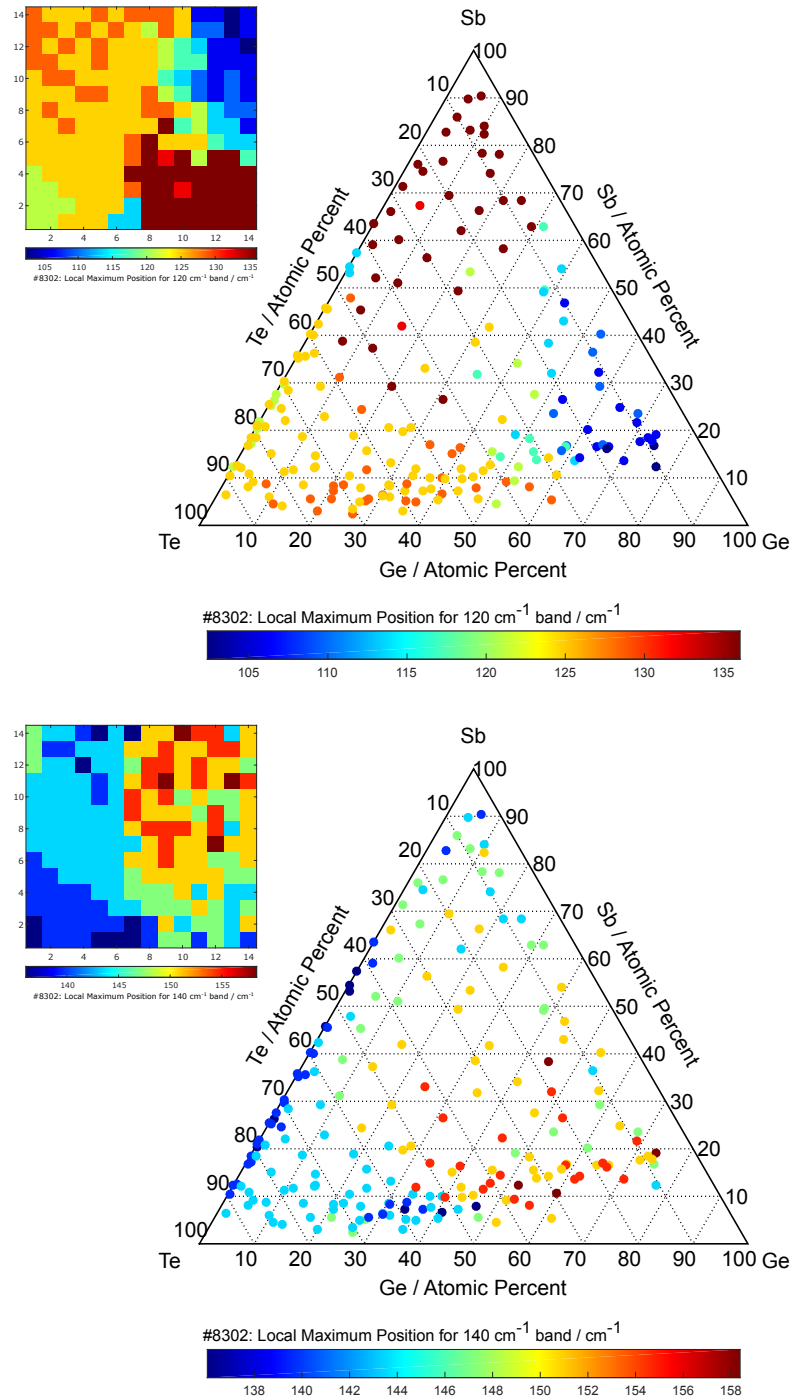 14
12
10
8
6
4
2
2 4 6 8 10 12 14
105 110 115 120 125 130 135
#8302: Local Maximum Position for 120 cm-1 band / cm-1
Sb
100
10 90
20 80
30 70
40 60
50 50
60 40
70 30
80 20
90 10
100
Te / Atomic Percent
Sb / Atomic Percent
Te 10 20 30 40 50 60 70 80 90 100 Ge
Ge / Atomic Percent
#8302: Local Maximum Position for 120 cm-1 band / cm-1
105 110 115 120 125 130 135
2 4 6 8 10 12 14
14
12
10
8
6
4
2
140 145 150 155
#8302: Local Maximum Position for 140 cm-1 band / cm-1
Sb
100
10 90
20 80
30 70
40 60
50 50
60 40
70 30
80 20
90 10
100
Te / Atomic Percent
Sb / Atomic Percent
Te 10 20 30 40 50 60 70 80 90 100 Ge
Ge / Atomic Percent
#8302: Local Maximum Position for 140 cm-1 band / cm-1
138 140 142 144 146 148 150 152 154 156 158